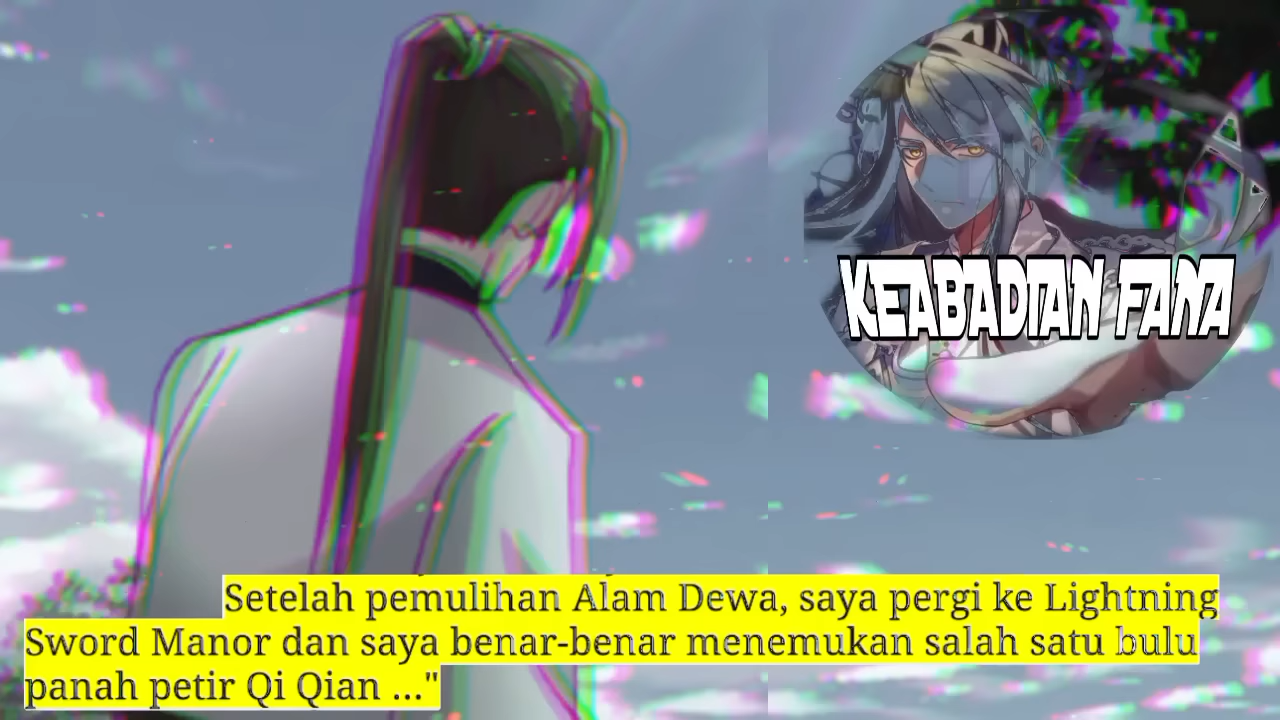 KEABADIAN FANA
Setelah pemulihan Alam Dewa, saya pergi ke Lightning
Sword Manor dan saya benar-benar menemukan salah satu bulu
panah petir Qi Qian ..."